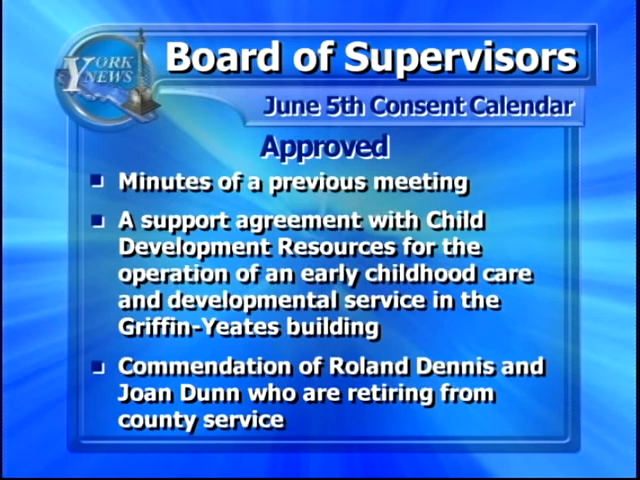 YORK
NEWS
Board of Supervisors
June 5th Consent Calendar
Approved
Minutes of a previous meeting
A support agreement with Child
Development Resources for the
operation of an early childhood care
and developmental service in the
Griffin-Yeates building
Commendation of Roland Dennis and
Joan Dunn who are retiring from
county service